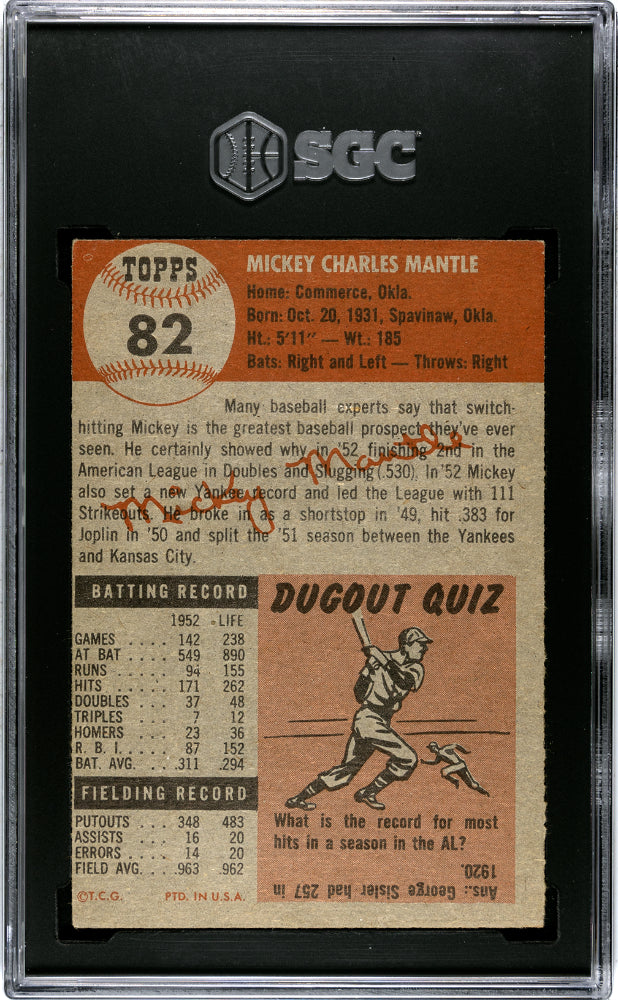 SGC
TOPPS
82
MICKEY CHARLES MANTLE
Home: Commerce, Okla.
Born: Oct. 20, 1931, Spavinaw, Okla.
Ht.: 5'11" — Wt.: 185
Bats: Right and Left — Throws: Right
Many baseball experts say that switch-
hitting Mickey is the greatest baseball prospect they've ever
seen. He certainly showed why in '52 finishing 2nd in the
American League in Doubles and Slugging (.530). In '52 Mickey
also set a new Yankee record and led the League with 111
Strikeouts. He broke in as a shortstop in '49, hit .383 for
Joplin in '50 and split the '51 season between the Yankees
and Kansas City.
Mickey Mantle
BATTING RECORD
1952 LIFE
GAMES .... 142 238
AT BAT .... 549 890
RUNS .... 94 155
HITS .... 171 262
DOUBLES .. 37 48
TRIPLES ... 7 12
HOMERS ... 23 36
R. B. I. .... 87 152
BAT. AVG. .. .311 .294
FIELDING RECORD
PUTOUTS ... 348 483
ASSISTS ... 16 20
ERRORS ... 14 20
FIELD AVG. .. .963 .962
©T.C.G. PTD. IN U.S.A.
DUGOUT QUIZ
What is the record for most
hits in a season in the AL?
Ans.: George Sisler had 257 in
1920.